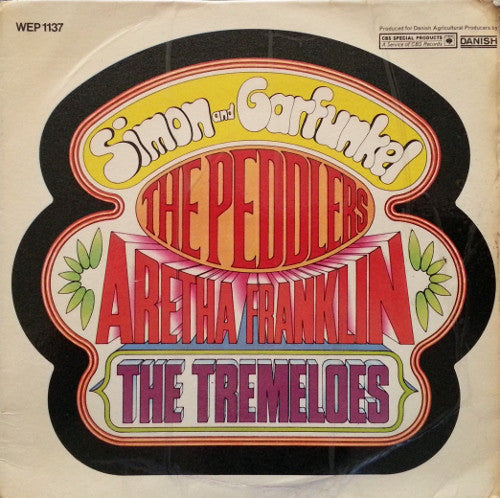 WEP 1137
Produced for Danish Agricultural Producers by
CBS SPECIAL PRODUCTS
A Service of CBS Records
DANISH
Simon and Garfunkel
THE PEDDLERS
ARETHA FRANKLIN
THE TREMELOES